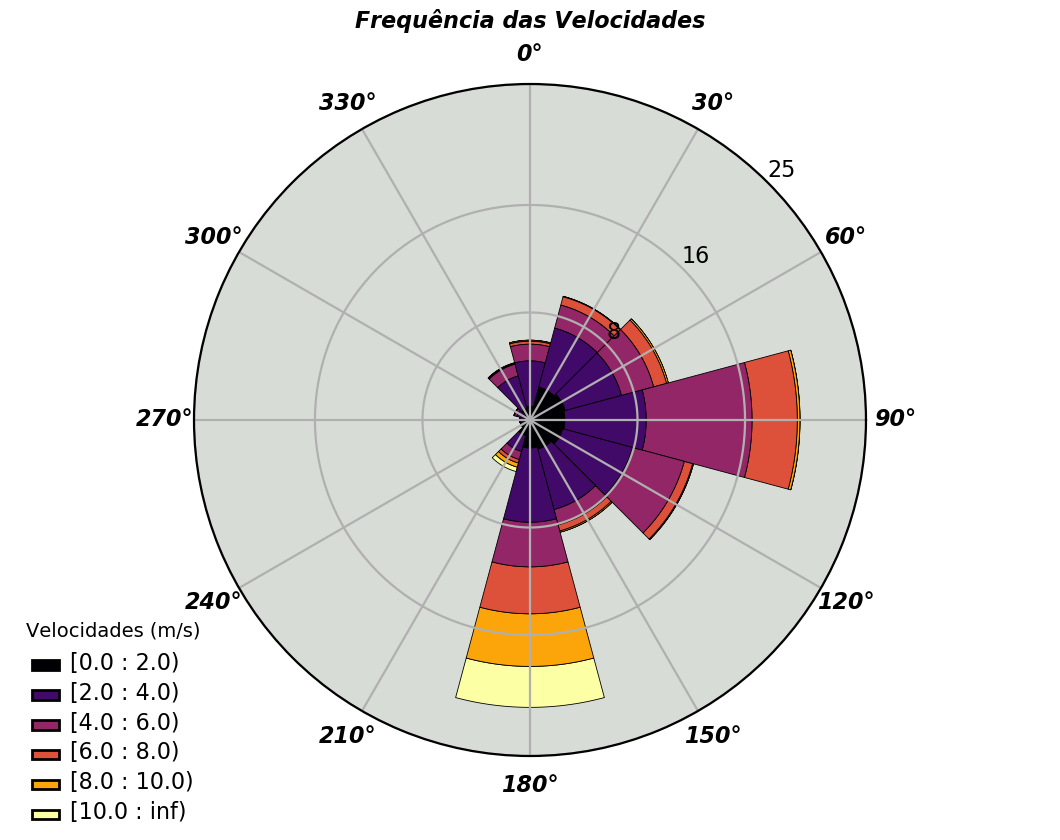 Frequência das Velocidades
0°
330°
30°
25
300°
60°
16
8
270°
90°
240°
120°
210°
150°
180°
Velocidades (m/s)
[0.0 : 2.0)
[2.0 : 4.0)
[4.0 : 6.0)
[6.0 : 8.0)
[8.0 : 10.0)
[10.0 : inf)